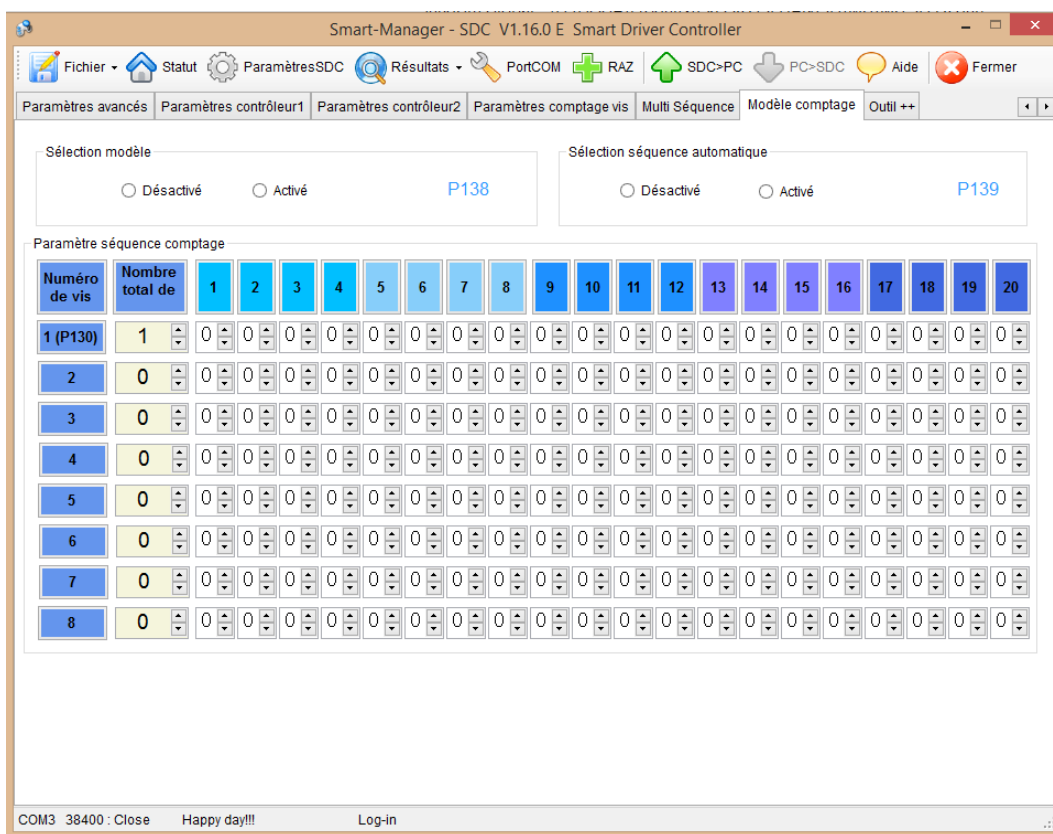 Smart-Manager - SDC V1.16.0 E Smart Driver Controller
Fichier Statut ParamètresSDC Résultats PortCOM RAZ SDC>PC PC>SDC Aide Fermer
Paramètres avancés Paramètres contrôleur1 Paramètres contrôleur2 Paramètres comptage vis Multi Séquence Modèle comptage Outil ++
Sélection modèle Sélection séquence automatique
Désactivé Activé P138 Désactivé Activé P139
Paramètre séquence comptage
Numéro de vis Nombre total de 1 2 3 4 5 6 7 8 9 10 11 12 13 14 15 16 17 18 19 20
1 (P130) 1 0 0 0 0 0 0 0 0 0 0 0 0 0 0 0 0 0 0 0 0
2 0 0 0 0 0 0 0 0 0 0 0 0 0 0 0 0 0 0 0 0 0
3 0 0 0 0 0 0 0 0 0 0 0 0 0 0 0 0 0 0 0 0 0
4 0 0 0 0 0 0 0 0 0 0 0 0 0 0 0 0 0 0 0 0 0
5 0 0 0 0 0 0 0 0 0 0 0 0 0 0 0 0 0 0 0 0 0
6 0 0 0 0 0 0 0 0 0 0 0 0 0 0 0 0 0 0 0 0 0
7 0 0 0 0 0 0 0 0 0 0 0 0 0 0 0 0 0 0 0 0 0
8 0 0 0 0 0 0 0 0 0 0 0 0 0 0 0 0 0 0 0 0 0
COM3 38400 : Close Happy day!!! Log-in